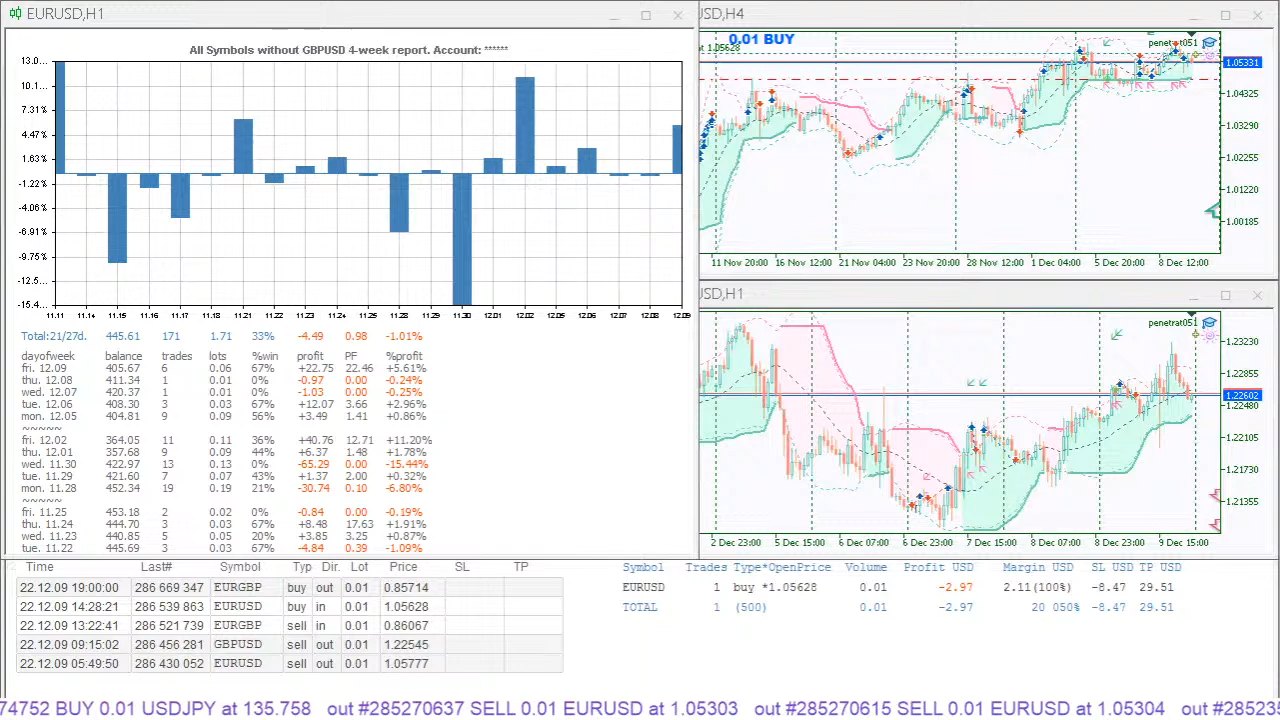 EURUSD,H1
All Symbols without GBPUSD 4-week report. Account: ******
13.0...
10.1...
7.31%
4.47%
1.63%
-1.22%
-9.75%
-12.5...
11.11 11.14 11.15 11.16 11.17 11.18 11.21 11.22 11.23 11.24 11.25 11.28 11.29 11.30 12.01 12.02 12.05 12.06 12.07 12.08 12.09
Total:21/27d. 445.61 171 1.71 33% -4.49 0.98 -1.01%
dayofweek balance trades lots %win profit PF %profit
fri. 12.09 405.67 6 0.06 67% +22.75 22.46 +5.61%
thu. 12.08 411.34 1 0.01 0% -0.97 0.00 -0.24%
wed. 12.07 420.37 1 0.01 0% -1.03 0.00 -0.25%
tue. 12.06 408.30 3 0.03 67% +12.07 3.66 +2.96%
mon. 12.05 404.81 9 0.09 56% +3.49 1.41 +0.86%
~~~~~
fri. 12.02 364.05 11 0.11 36% +40.76 12.71 +11.20%
thu. 12.01 357.68 9 0.09 44% +6.37 1.48 +1.78%
wed. 11.30 422.97 13 0.13 0% -65.29 0.00 -15.44%
tue. 11.29 421.60 7 0.07 43% +1.37 2.00 +0.32%
mon. 11.28 452.34 19 0.19 21% -30.74 0.10 -6.80%
~~~~~
fri. 11.25 453.18 2 0.02 0% -0.84 0.00 -0.19%
thu. 11.24 444.70 3 0.03 67% +8.48 17.63 +1.91%
wed. 11.23 440.85 5 0.05 20% +3.85 3.25 +0.87%
tue. 11.22 445.69 3 0.03 67% -4.84 0.39 -1.09%
USD,H4
0.01 BUY
at 1.05628
penetrat051
1.05331
1.04325
1.03290
1.02255
1.01220
1.00185
11 Nov 20:00 16 Nov 12:00 21 Nov 04:00 23 Nov 20:00 28 Nov 12:00 1 Dec 04:00 5 Dec 20:00 8 Dec 12:00
USD,H1
penetrat051
1.23230
1.22855
1.22602
1.22480
1.22105
1.21730
1.21355
2 Dec 23:00 5 Dec 15:00 6 Dec 07:00 6 Dec 23:00 7 Dec 15:00 8 Dec 07:00 8 Dec 23:00 9 Dec 15:00
Time Last# Symbol Typ Dir. Lot Price SL TP
22.12.09 19:00:00 286 669 347 EURGBP buy out 0.01 0.85714
22.12.09 14:28:21 286 539 863 EURUSD buy in 0.01 1.05628
22.12.09 13:22:41 286 521 739 EURGBP sell in 0.01 0.86067
22.12.09 09:15:02 286 456 281 GBPUSD sell out 0.01 1.22545
22.12.09 05:49:50 286 430 052 EURUSD sell out 0.01 1.05777
Symbol Trades Type*OpenPrice Volume Profit USD Margin USD SL USD TP USD
EURUSD 1 buy *1.05628 0.01 -2.97 2.11(100%) -8.47 29.51
TOTAL 1 (500) 0.01 -2.97 20 050% -8.47 29.51
74752 BUY 0.01 USDJPY at 135.758 out #285270637 SELL 0.01 EURUSD at 1.05303 out #285270615 SELL 0.01 EURUSD at 1.05304 out #285235